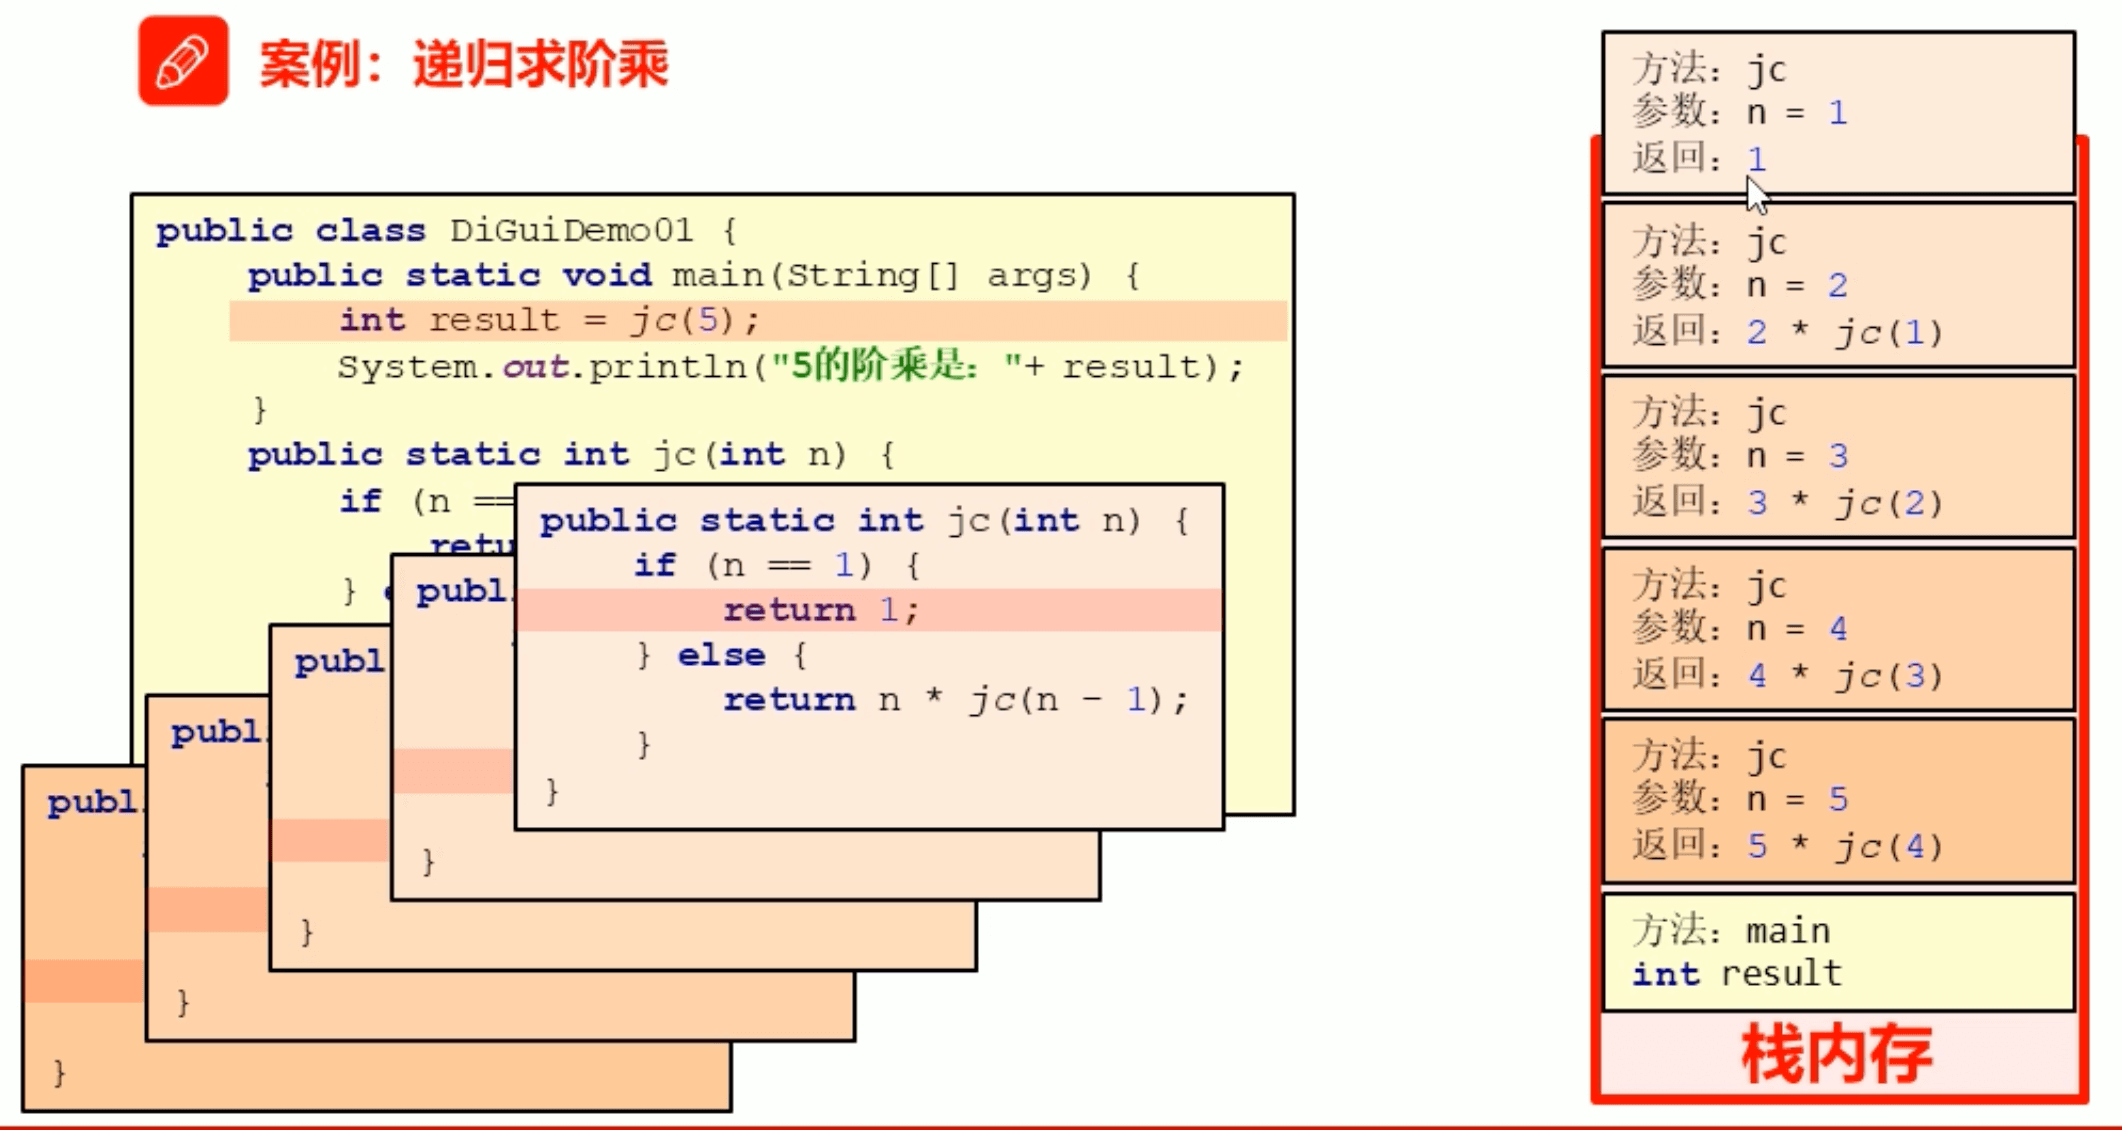 案例：递归求阶乘
public class DiGuiDemo01 {
public static void main(String[] args) {
int result = jc(5);
System.out.println("5的阶乘是："+ result);
}
public static int jc(int n) {
if (n ==
retu
}
public static int jc(int n) {
if (n == 1) {
return 1;
} else {
return n * jc(n - 1);
}
}
publ
}
publ
}
publ
}
publ
}
方法：jc
参数：n = 1
返回：1
方法：jc
参数：n = 2
返回：2 * jc(1)
方法：jc
参数：n = 3
返回：3 * jc(2)
方法：jc
参数：n = 4
返回：4 * jc(3)
方法：jc
参数：n = 5
返回：5 * jc(4)
方法：main
int result
栈内存